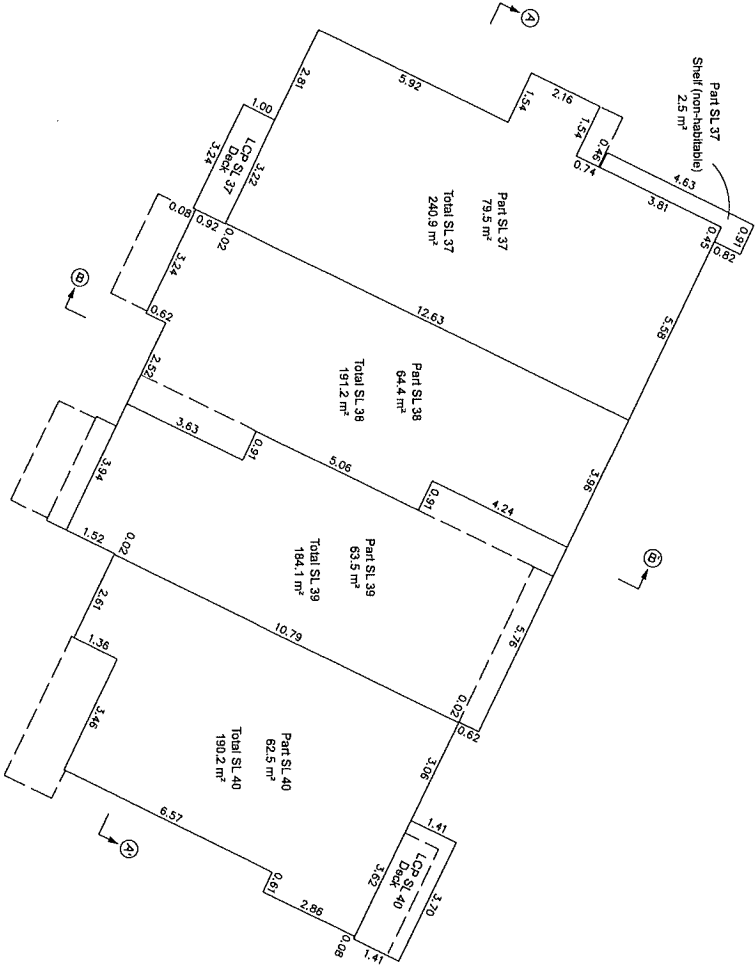 A
Part SL 37
Shelf (non-habitable)
2.5 m²
4.63
0.91
3.81
0.45
0.82
0.46
0.74
1.54
2.16
1.54
5.92
2.81
1.00
LCP SL 37
Deck
3.24
3.22
Part SL 37
79.5 m²
Total SL 37
240.9 m²
5.58
0.08
0.92
0.02
3.24
0.62
B
12.63
Part SL 38
64.4 m²
Total SL 38
191.2 m²
3.96
2.52
3.63
0.91
5.06
0.91
4.24
B'
3.94
1.52
0.02
Part SL 39
63.5 m²
Total SL 39
184.1 m²
5.76
10.79
0.02
0.62
2.61
1.36
3.46
Part SL 40
62.5 m²
Total SL 40
190.2 m²
3.06
1.41
LCP SL 40
Deck
3.70
3.62
6.57
A'
0.61
2.86
0.08
1.41